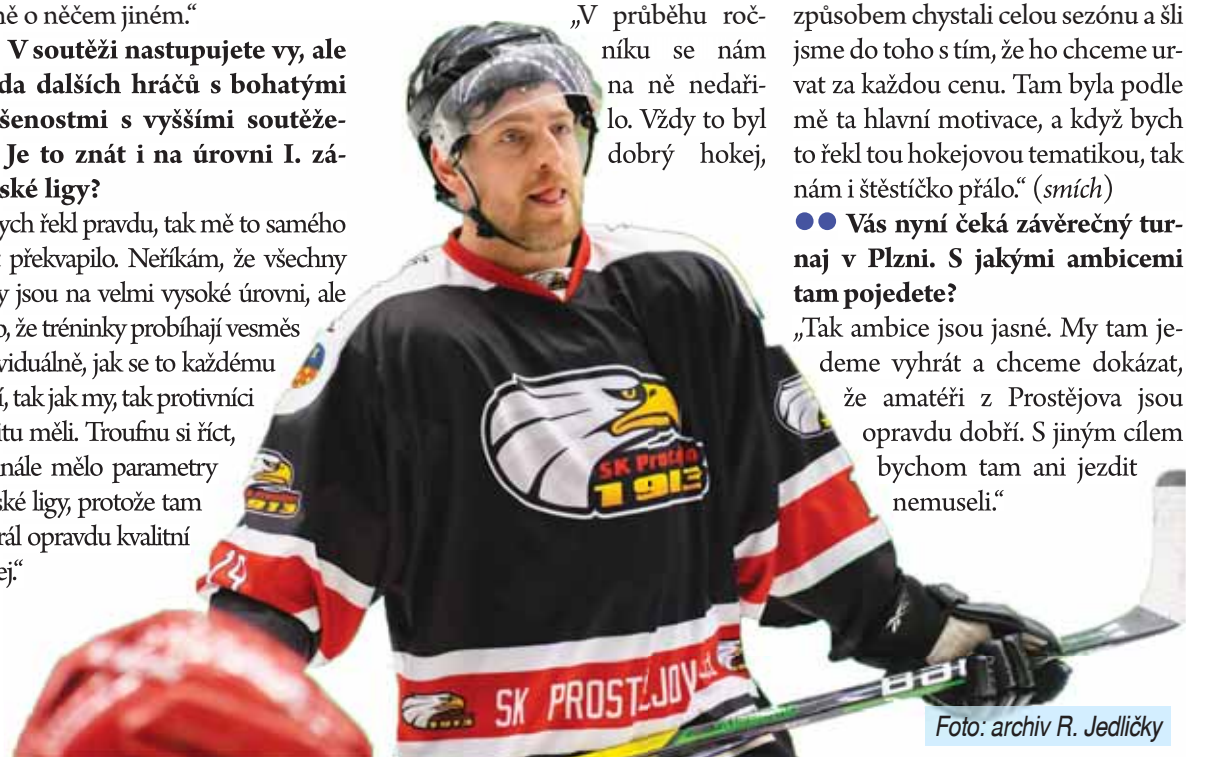 ně o něčem jiném.“
V soutěži nastupujete vy, ale
da dalších hráčů s bohatými
šenostmi s vyššími soutěže-
Je to znát i na úrovni I. zá-
ské ligy?
ych řekl pravdu, tak mě to samého
překvapilo. Neříkám, že všechny
y jsou na velmi vysoké úrovni, ale
o, že tréninky probíhají vesměs
viduálně, jak se to každému
í, tak jak my, tak protivníci
itu měli. Troufnu si říct,
nále mělo parametry
ské ligy, protože tam
rál opravdu kvalitní
ej.“
„V průběhu roč-
níku se nám
na ně nedaři-
lo. Vždy to byl
dobrý hokej,
způsobem chystali celou sezónu a šli
jsme do toho s tím, že ho chceme ur-
vat za každou cenu. Tam byla podle
mě ta hlavní motivace, a když bych
to řekl tou hokejovou tematikou, tak
nám i štěstíčko přálo.“ (smích)
●● Vás nyní čeká závěrečný tur-
naj v Plzni. S jakými ambicemi
tam pojedete?
„Tak ambice jsou jasné. My tam je-
deme vyhrát a chceme dokázat,
že amatéři z Prostějova jsou
opravdu dobří. S jiným cílem
bychom tam ani jezdit
nemuseli.“
SK Prostějov
1913
SK PROSTĚJOV
Foto: archiv R. Jedličky